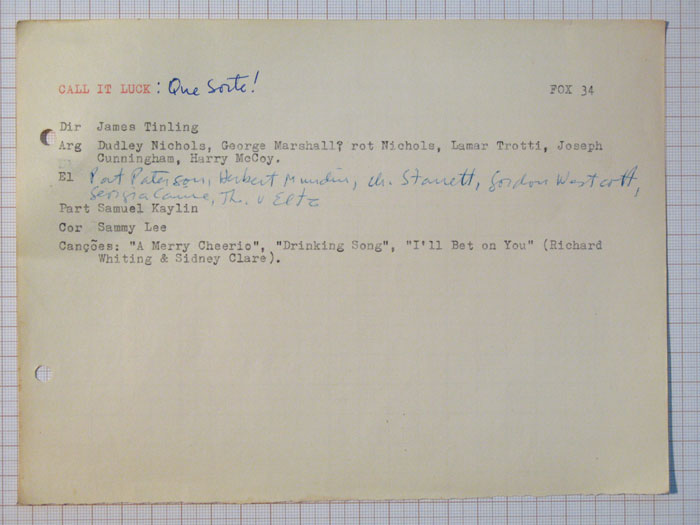 CALL IT LUCK : Que Sorte! FOX 34
Dir James Tinling
Arg Dudley Nichols, George Marshall? rot Nichols, Lamar Trotti, Joseph
Cunningham, Harry McCoy.
El Pat Paterson, Herbert Mundin, Ch. Starrett, Gordon Westcott,
Georgia Caine, Th. v Eltz
Part Samuel Kaylin
Cor Sammy Lee
Canções: "A Merry Cheerio", "Drinking Song", "I'll Bet on You" (Richard
Whiting & Sidney Clare).